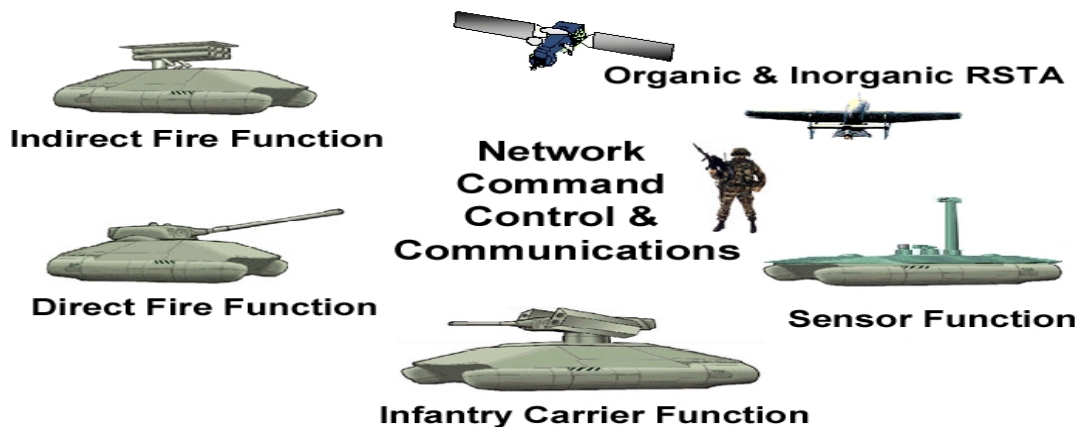 Organic & Inorganic RSTA
Indirect Fire Function
Network
Command
Control &
Communications
Direct Fire Function
Sensor Function
Infantry Carrier Function